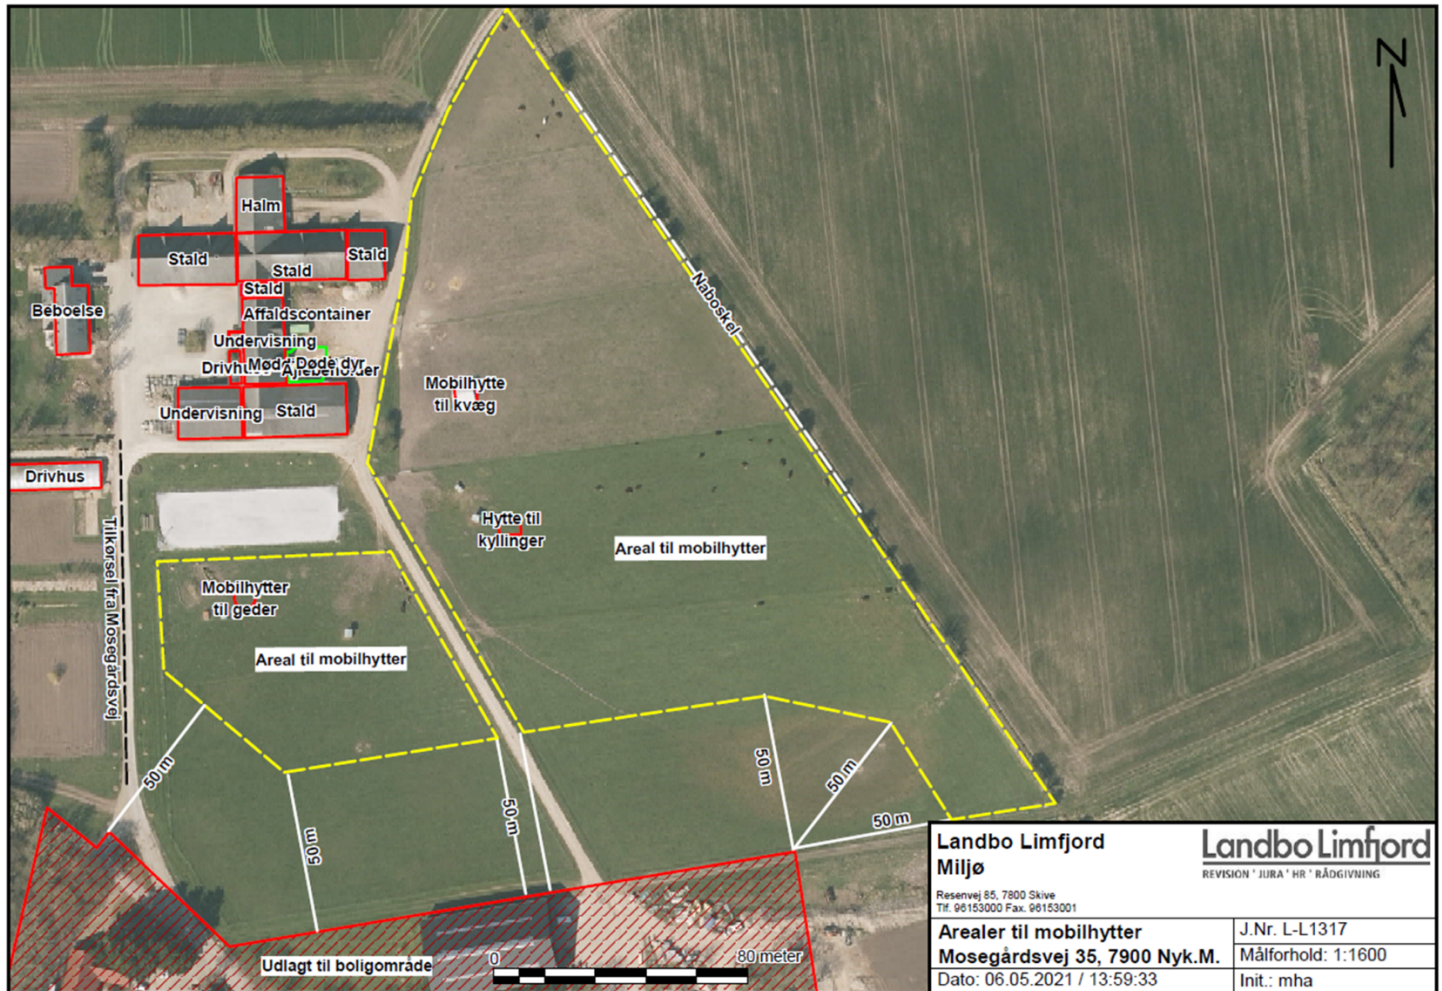 N
Halm
Stald
Stald
Stald
Stald
Beboelse
Affaldscontainer
Undervisning
Døde dyr
Undervisning
Stald
Naboskel
Mobilhytte
til kvæg
Drivhus
Tilkørsel fra Mosegårdsvej
Hytte til
kyllinger
Areal til mobilhytter
Mobilhytter
til geder
Areal til mobilhytter
50 m
50 m
50 m
50 m
50 m
50 m
Udlagt til boligområde
0
80 meter
Landbo Limfjord
Miljø
Resenvej 85, 7800 Skive
Tlf. 96153000 Fax. 96153001
Landbo Limfjord
REVISION ' JURA ' HR ' RÅDGIVNING
Arealer til mobilhytter
Mosegårdsvej 35, 7900 Nyk.M.
Dato: 06.05.2021 / 13:59:33
J.Nr. L-L1317
Målforhold: 1:1600
Init.: mha